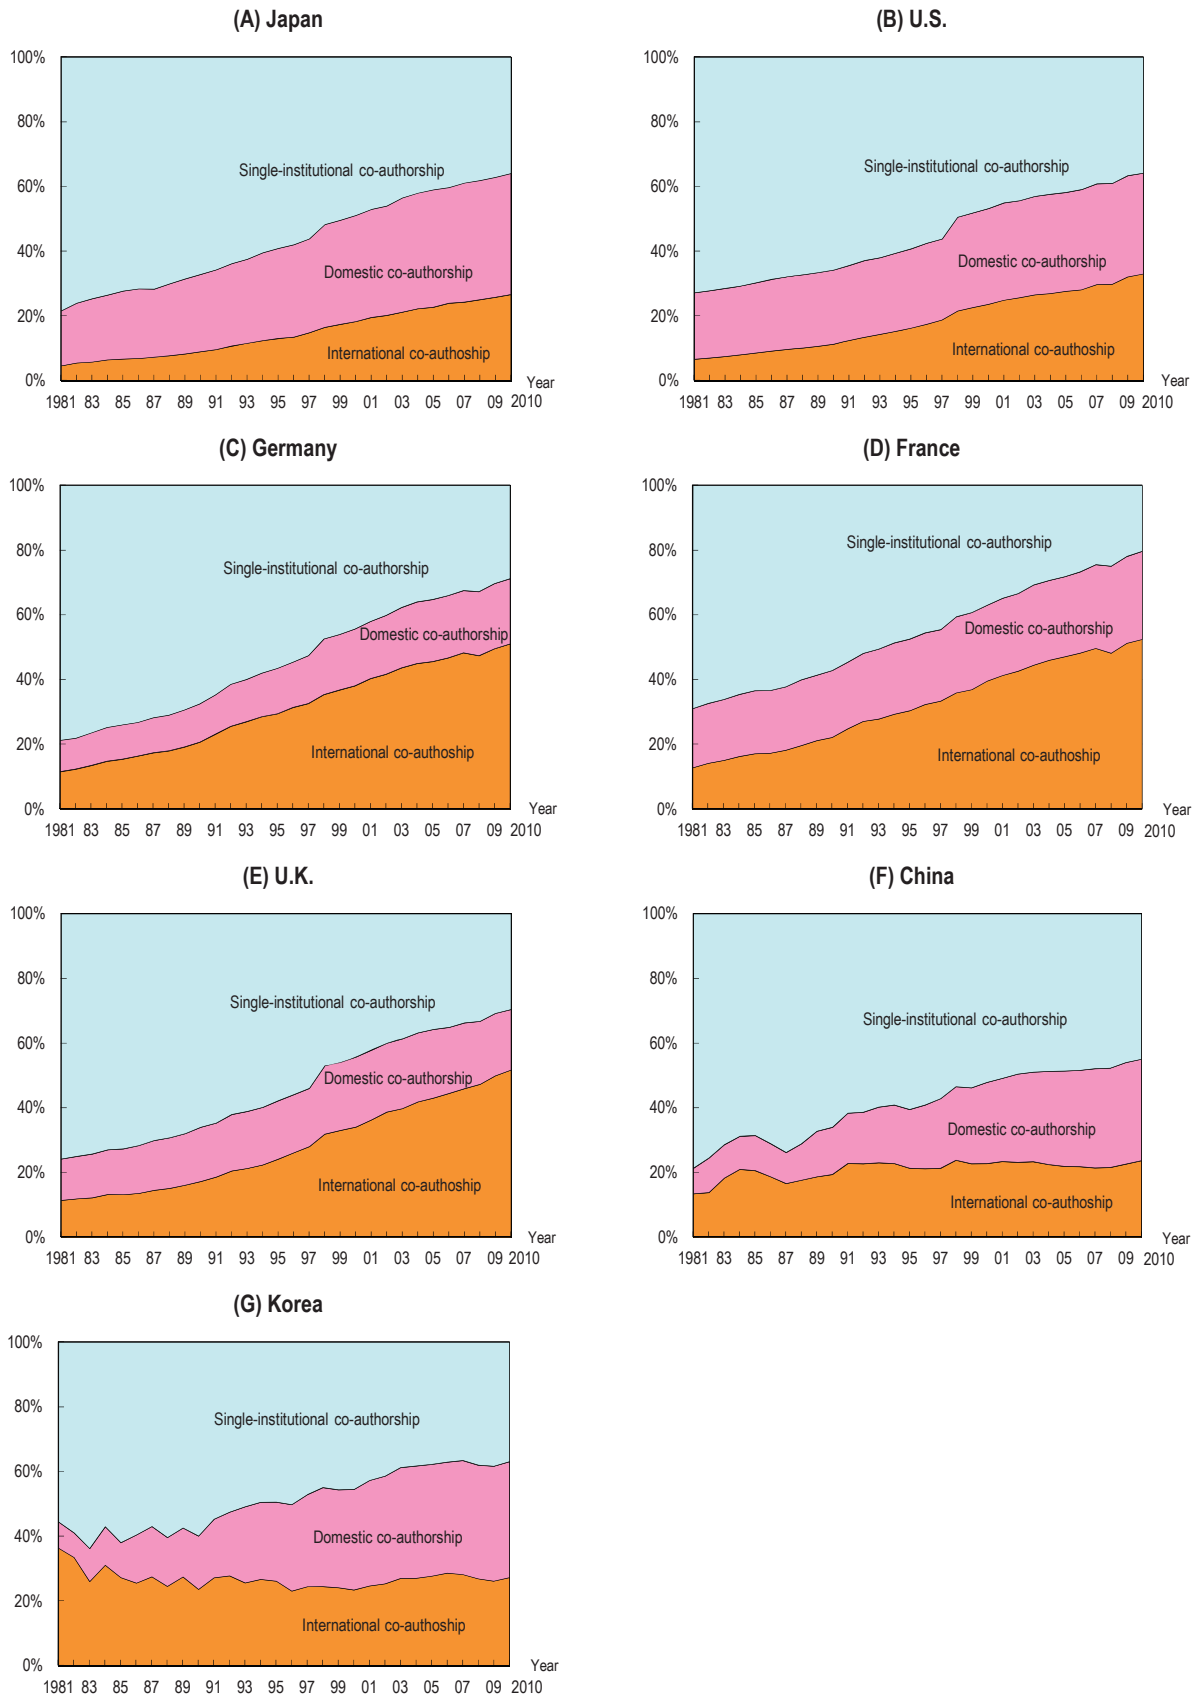 (A) Japan
100%
80%
60%
40%
20%
0%
Single-institutional co-authorship
Domestic co-authorship
International co-authoship
Year
1981 83 85 87 89 91 93 95 97 99 01 03 05 07 09 2010
(B) U.S.
100%
80%
60%
40%
20%
0%
Single-institutional co-authorship
Domestic co-authorship
International co-authoship
Year
1981 83 85 87 89 91 93 95 97 99 01 03 05 07 09 2010
(C) Germany
100%
80%
60%
40%
20%
0%
Single-institutional co-authorship
Domestic co-authorship
International co-authoship
Year
1981 83 85 87 89 91 93 95 97 99 01 03 05 07 09 2010
(D) France
100%
80%
60%
40%
20%
0%
Single-institutional co-authorship
Domestic co-authorship
International co-authoship
Year
1981 83 85 87 89 91 93 95 97 99 01 03 05 07 09 2010
(E) U.K.
100%
80%
60%
40%
20%
0%
Single-institutional co-authorship
Domestic co-authorship
International co-authoship
Year
1981 83 85 87 89 91 93 95 97 99 01 03 05 07 09 2010
(F) China
100%
80%
60%
40%
20%
0%
Single-institutional co-authorship
Domestic co-authorship
International co-authoship
Year
1981 83 85 87 89 91 93 95 97 99 01 03 05 07 09 2010
(G) Korea
100%
80%
60%
40%
20%
0%
Single-institutional co-authorship
Domestic co-authorship
International co-authoship
Year
1981 83 85 87 89 91 93 95 97 99 01 03 05 07 09 2010